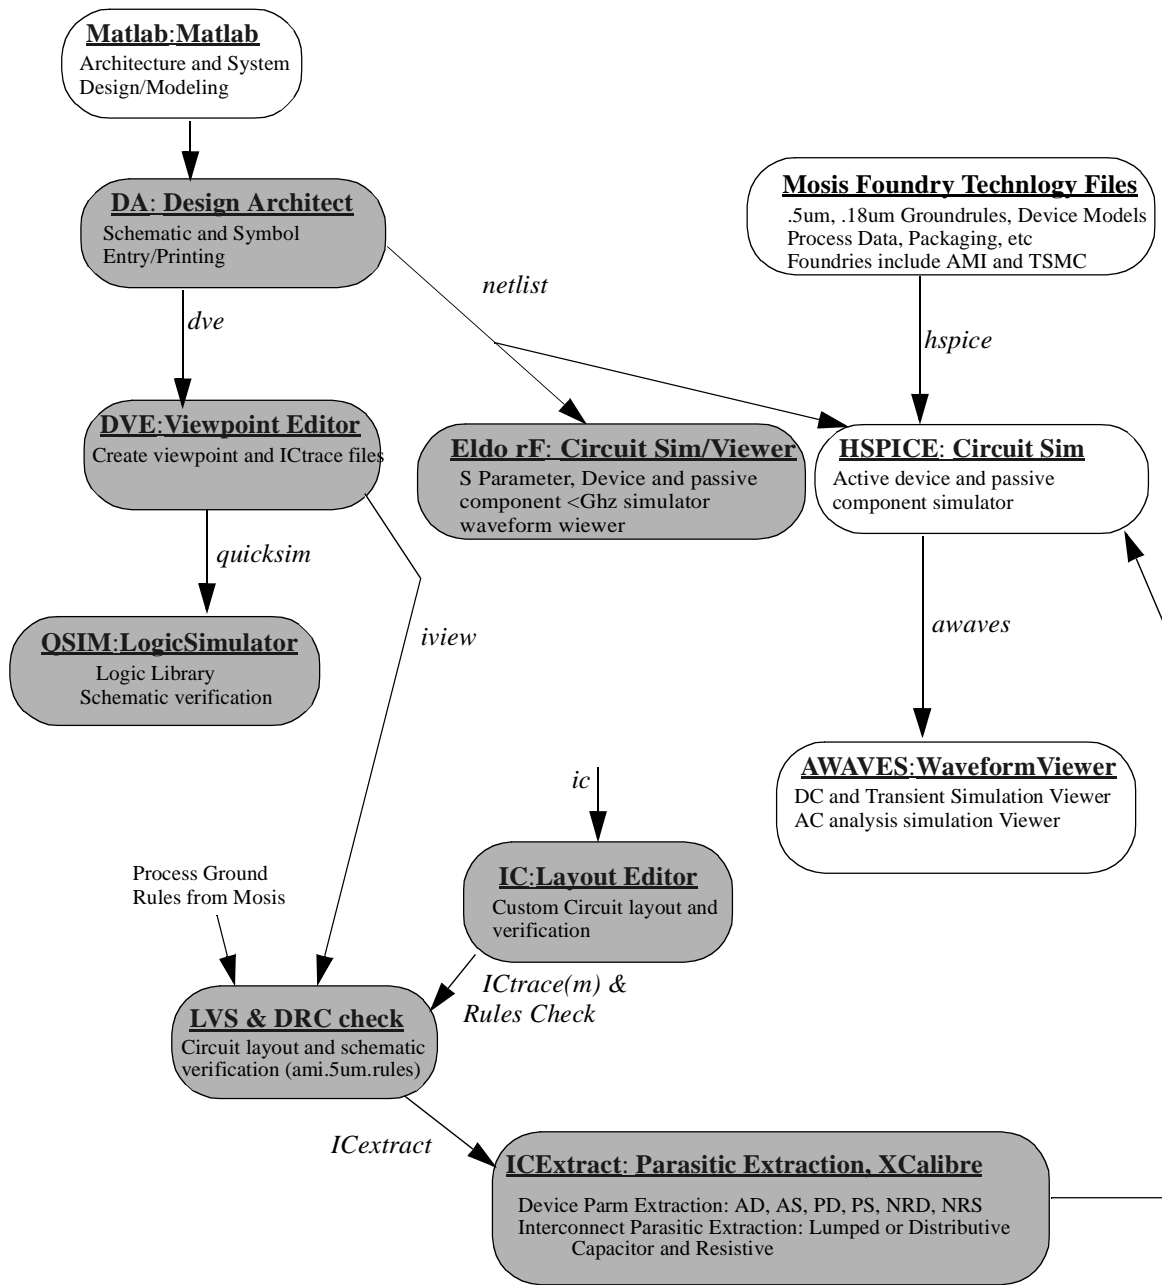 Matlab:Matlab
Architecture and System
Design/Modeling
DA: Design Architect
Schematic and Symbol
Entry/Printing
Mosis Foundry Technlogy Files
.5um, .18um Groundrules, Device Models
Process Data, Packaging, etc
Foundries include AMI and TSMC
netlist
dve
hspice
DVE:Viewpoint Editor
Create viewpoint and ICtrace files
Eldo rF: Circuit Sim/Viewer
S Parameter, Device and passive
component <Ghz simulator
waveform wiewer
HSPICE: Circuit Sim
Active device and passive
component simulator
quicksim
iview
awaves
QSIM:LogicSimulator
Logic Library
Schematic verification
ic
AWAVES:WaveformViewer
DC and Transient Simulation Viewer
AC analysis simulation Viewer
Process Ground
Rules from Mosis
IC:Layout Editor
Custom Circuit layout and
verification
ICtrace(m) &
Rules Check
LVS & DRC check
Circuit layout and schematic
verification (ami.5um.rules)
ICextract
ICExtract: Parasitic Extraction, XCalibre
Device Parm Extraction: AD, AS, PD, PS, NRD, NRS
Interconnect Parasitic Extraction: Lumped or Distributive
Capacitor and Resistive